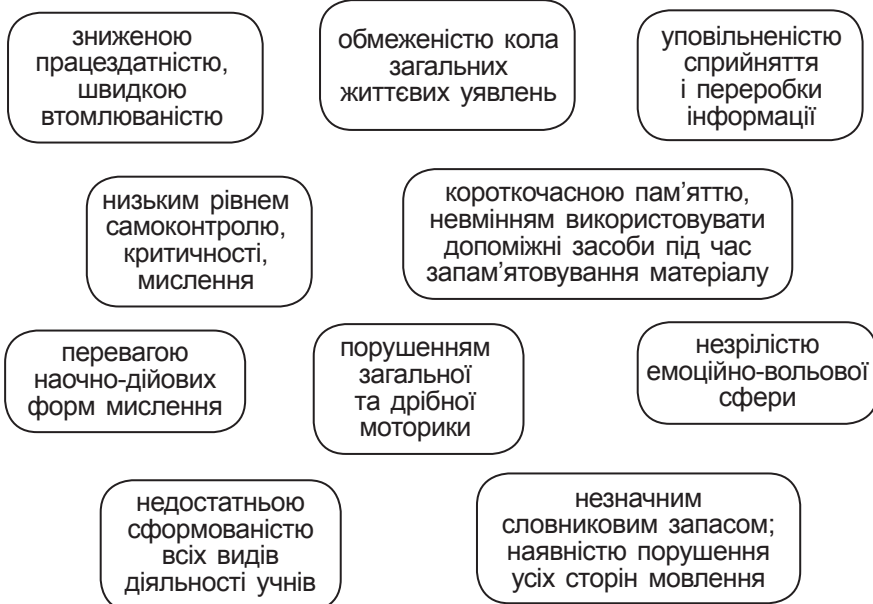 зниженою
працездатністю,
швидкою
втомлюваністю
обмеженістю кола
загальних
життєвих уявлень
уповільненістю
сприйняття
і переробки
інформації
низьким рівнем
самоконтролю,
критичності,
мислення
короткочасною пам’яттю,
невмінням використовувати
допоміжні засоби під час
запам’ятовування матеріалу
перевагою
наочно-дійових
форм мислення
порушенням
загальної
та дрібної
моторики
незрілістю
емоційно-вольової
сфери
недостатньою
сформованістю
всіх видів
діяльності учнів
незначним
словниковим запасом;
наявністю порушення
усіх сторін мовлення